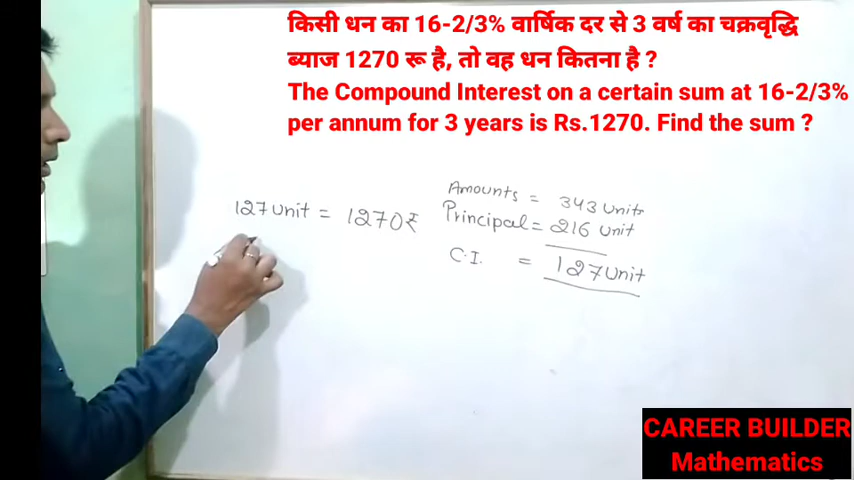 किसी धन का 16-2/3% वार्षिक दर से 3 वर्ष का चक्रवृद्धि
ब्याज 1270 रू है, तो वह धन कितना है ?
The Compound Interest on a certain sum at 16-2/3%
per annum for 3 years is Rs.1270. Find the sum ?
127 Unit = 1270₹
Amounts = 343 Units
Principal = 216 Unit
C.I. = 127 Unit
CAREER BUILDER
Mathematics